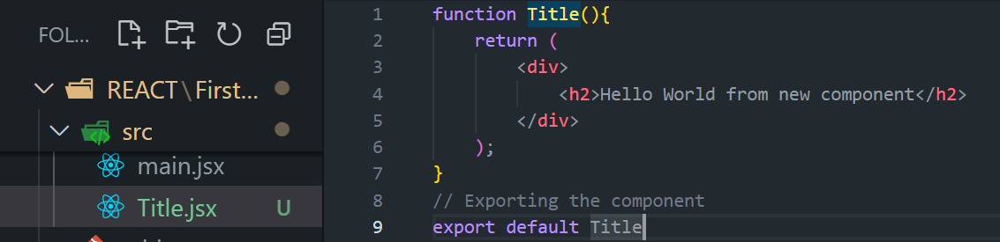 FOL...
REACT\First...
src
main.jsx
Title.jsx U
1 function Title(){
2 return (
3 <div>
4 <h2>Hello World from new component</h2>
5 </div>
6 );
7 }
8 // Exporting the component
9 export default Title